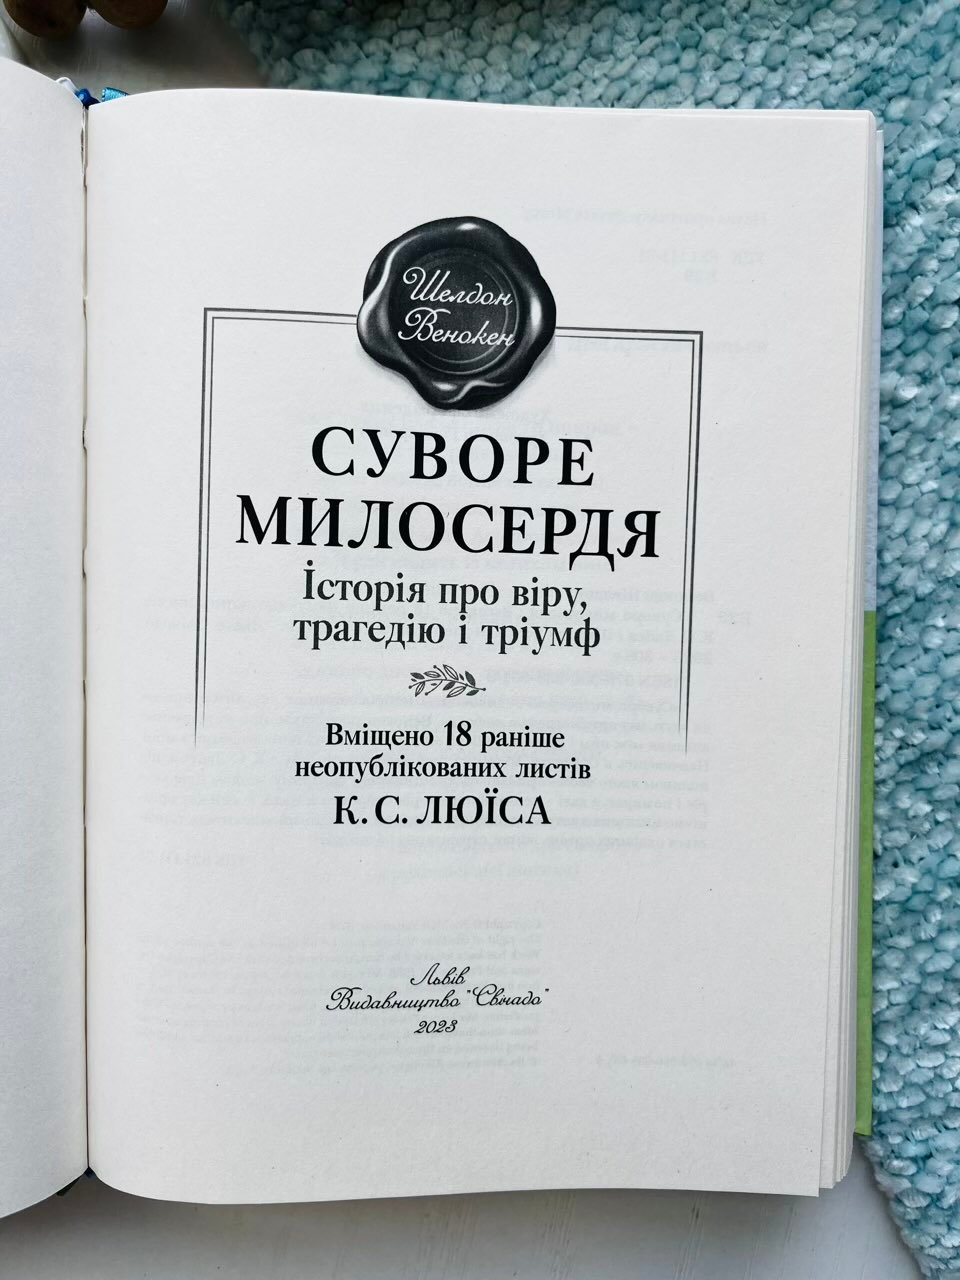 Шелдон
Венокен
СУВОРЕ
МИЛОСЕРДЯ
Історія про віру,
трагедію і тріумф
Вміщено 18 раніше
неопублікованих листів
К. С. ЛЮЇСА
Львів
Видавництво "Свічадо"
2023